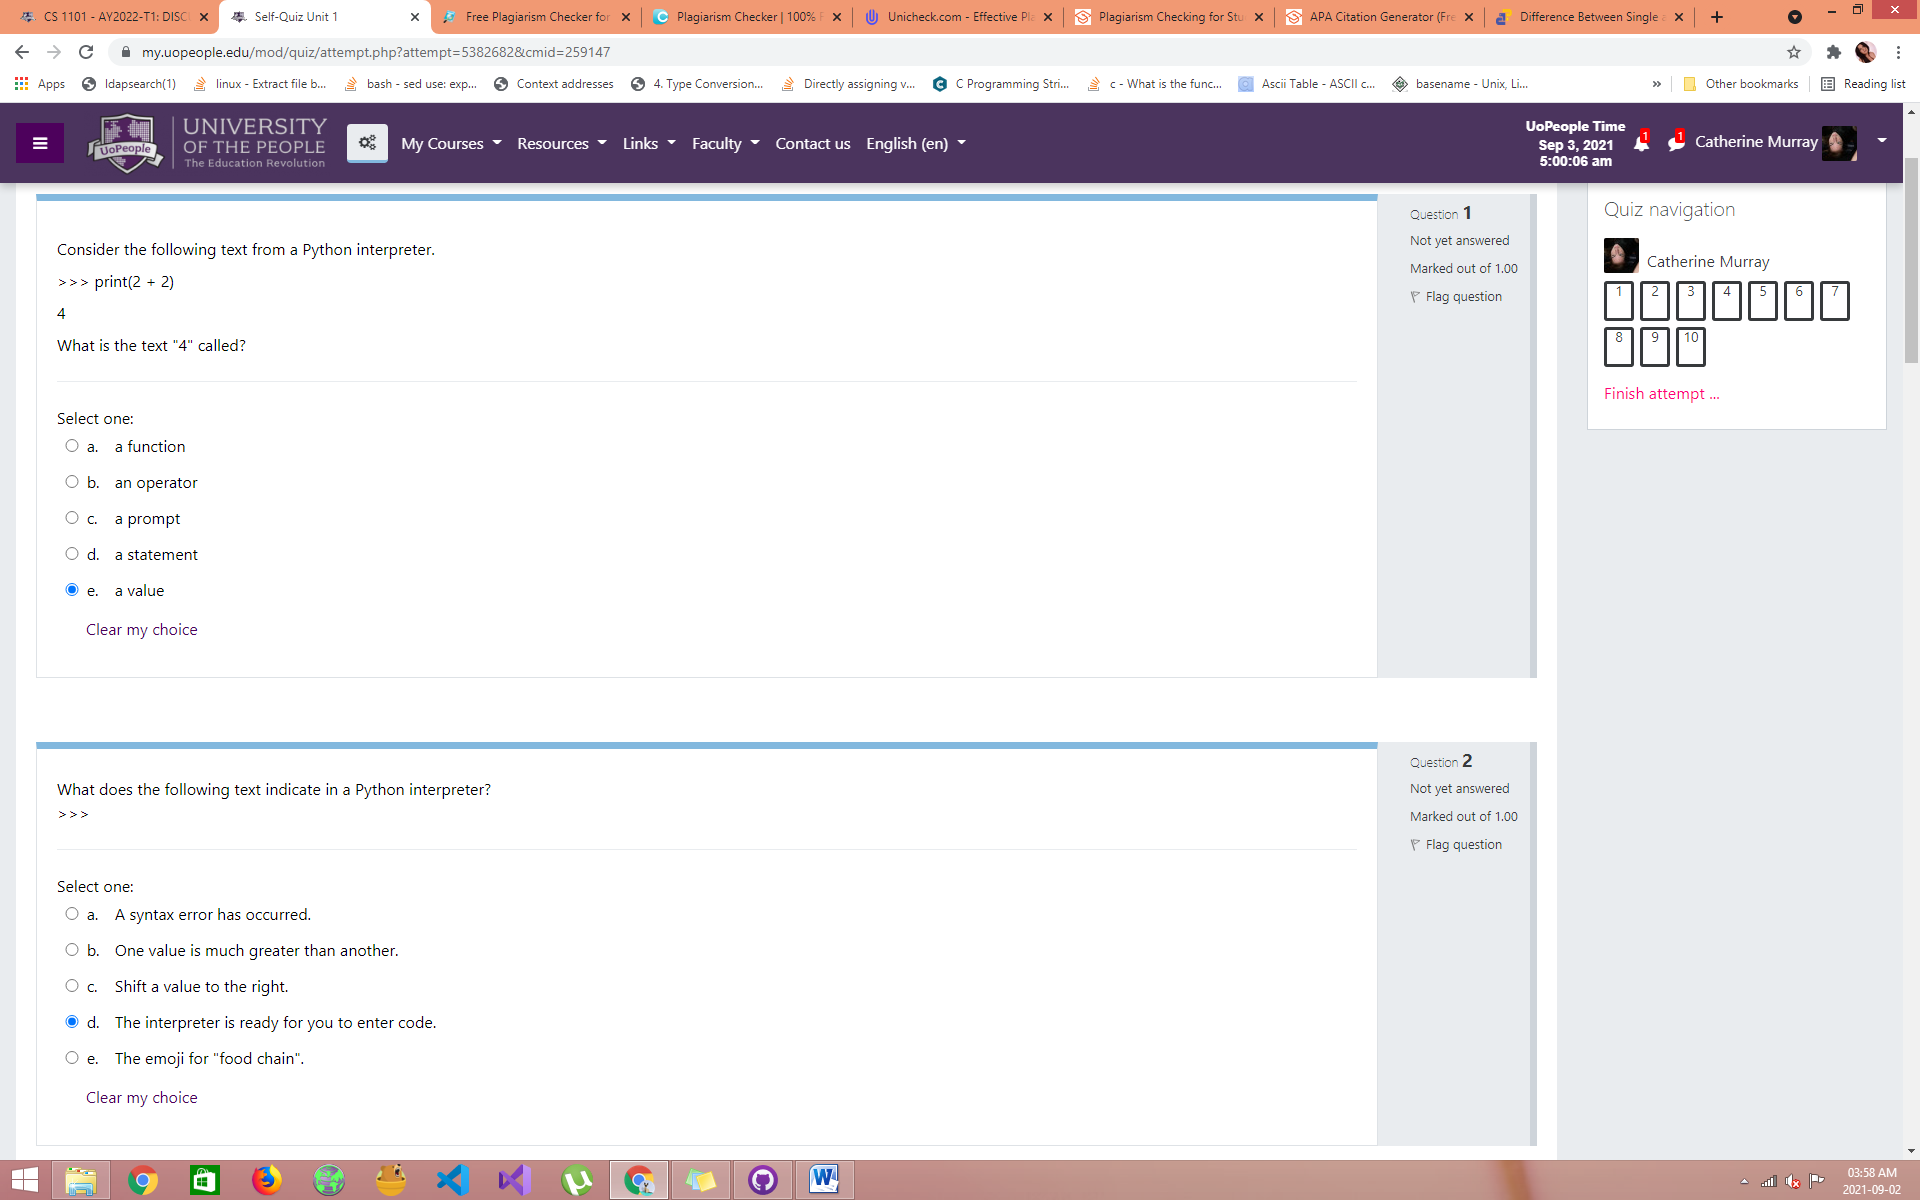 CS 1101 - AY2022-T1: DISC
Self-Quiz Unit 1
Free Plagiarism Checker for
Plagiarism Checker | 100% F
Unicheck.com - Effective Pla
Plagiarism Checking for Stu
APA Citation Generator (Fre
Difference Between Single a
my.uopeople.edu/mod/quiz/attempt.php?attempt=5382682&cmid=259147
Apps
ldapsearch(1)
linux - Extract file b...
bash - sed use: exp...
Context addresses
4. Type Conversion...
Directly assigning v...
C Programming Stri...
c - What is the func...
Ascii Table - ASCII c...
basename - Unix, Li...
»
Other bookmarks
Reading list
UoPeople
UNIVERSITY
OF THE PEOPLE
The Education Revolution
My Courses
Resources
Links
Faculty
Contact us
English (en)
UoPeople Time
Sep 3, 2021
5:00:06 am
1
1
Catherine Murray
Consider the following text from a Python interpreter.
>>> print(2 + 2)
4
What is the text "4" called?
Select one:
a. a function
b. an operator
c. a prompt
d. a statement
e. a value
Clear my choice
Question 1
Not yet answered
Marked out of 1.00
Flag question
What does the following text indicate in a Python interpreter?
>>>
Select one:
a. A syntax error has occurred.
b. One value is much greater than another.
c. Shift a value to the right.
d. The interpreter is ready for you to enter code.
e. The emoji for "food chain".
Clear my choice
Question 2
Not yet answered
Marked out of 1.00
Flag question
Quiz navigation
Catherine Murray
1 2 3 4 5 6 7
8 9 10
Finish attempt ...
03:58 AM
2021-09-02